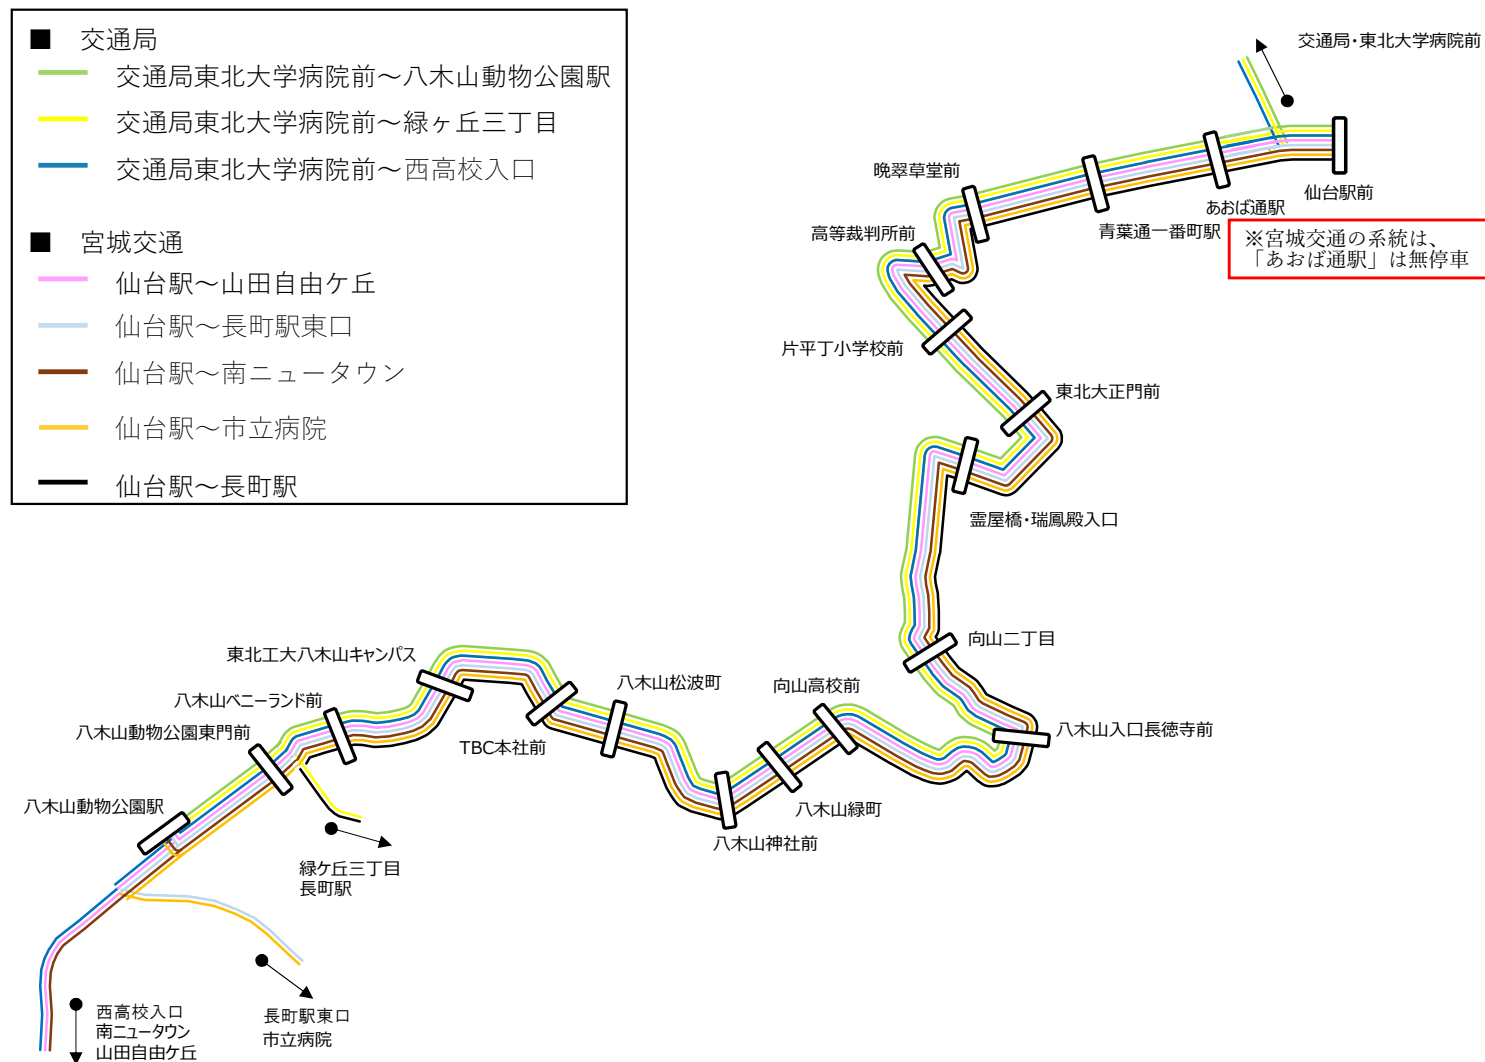 ■ 交通局
交通局東北大学病院前～八木山動物公園駅
交通局東北大学病院前～緑ヶ丘三丁目
交通局東北大学病院前～西高校入口
■ 宮城交通
仙台駅～山田自由ケ丘
仙台駅～長町駅東口
仙台駅～南ニュータウン
仙台駅～市立病院
仙台駅～長町駅
交通局・東北大学病院前
仙台駅前
あおば通駅
※宮城交通の系統は、
「あおば通駅」は無停車
青葉通一番町駅
晩翠草堂前
高等裁判所前
片平丁小学校前
東北大正門前
霊屋橋・瑞鳳殿入口
向山二丁目
八木山入口長徳寺前
向山高校前
八木山緑町
八木山神社前
八木山松波町
TBC本社前
東北工大八木山キャンパス
八木山ベニーランド前
八木山動物公園東門前
八木山動物公園駅
緑ケ丘三丁目
長町駅
長町駅東口
市立病院
西高校入口
南ニュータウン
山田自由ケ丘